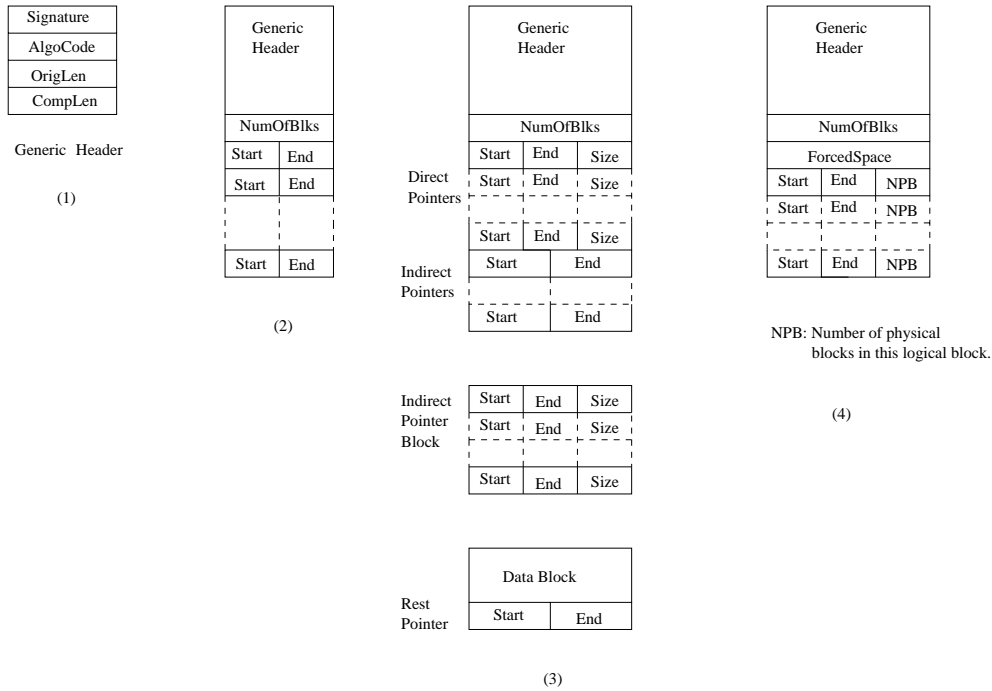 Signature
AlgoCode
OrigLen
CompLen
Generic Header
(1)
Generic
Header
NumOfBlks
Start End
Start End
Start End
(2)
Generic
Header
NumOfBlks
Start End Size
Direct
Pointers
Start End Size
Start End Size
Indirect
Pointers
Start End
Start End
Indirect
Pointer
Block
Start End Size
Start End Size
Start End Size
Data Block
Rest
Pointer
Start End
(3)
Generic
Header
NumOfBlks
ForcedSpace
Start End NPB
Start End NPB
Start End NPB
NPB: Number of physical
blocks in this logical block.
(4)